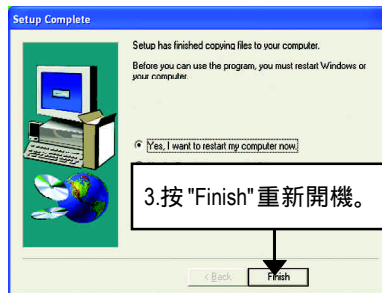 Setup Complete
Setup has finished copying files to your computer.
Before you can use the program, you must restart Windows or
your computer.
Yes, I want to restart my computer now.
3.按"Finish"重新開機。
< Back
Finish